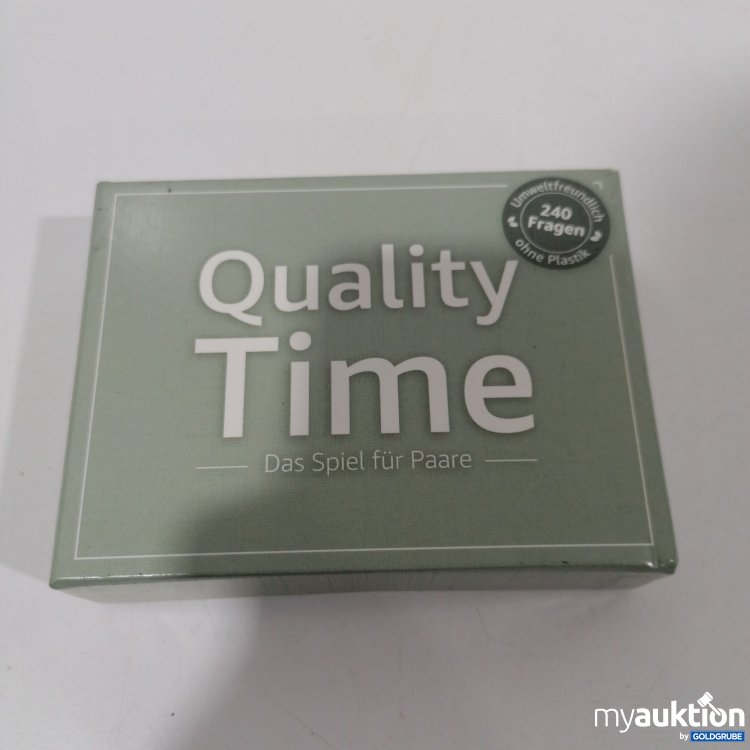 Umweltfreundlich
240
Fragen
ohne Plastik
Quality
Time
Das Spiel für Paare
myauktion
by GOLDGRUBE